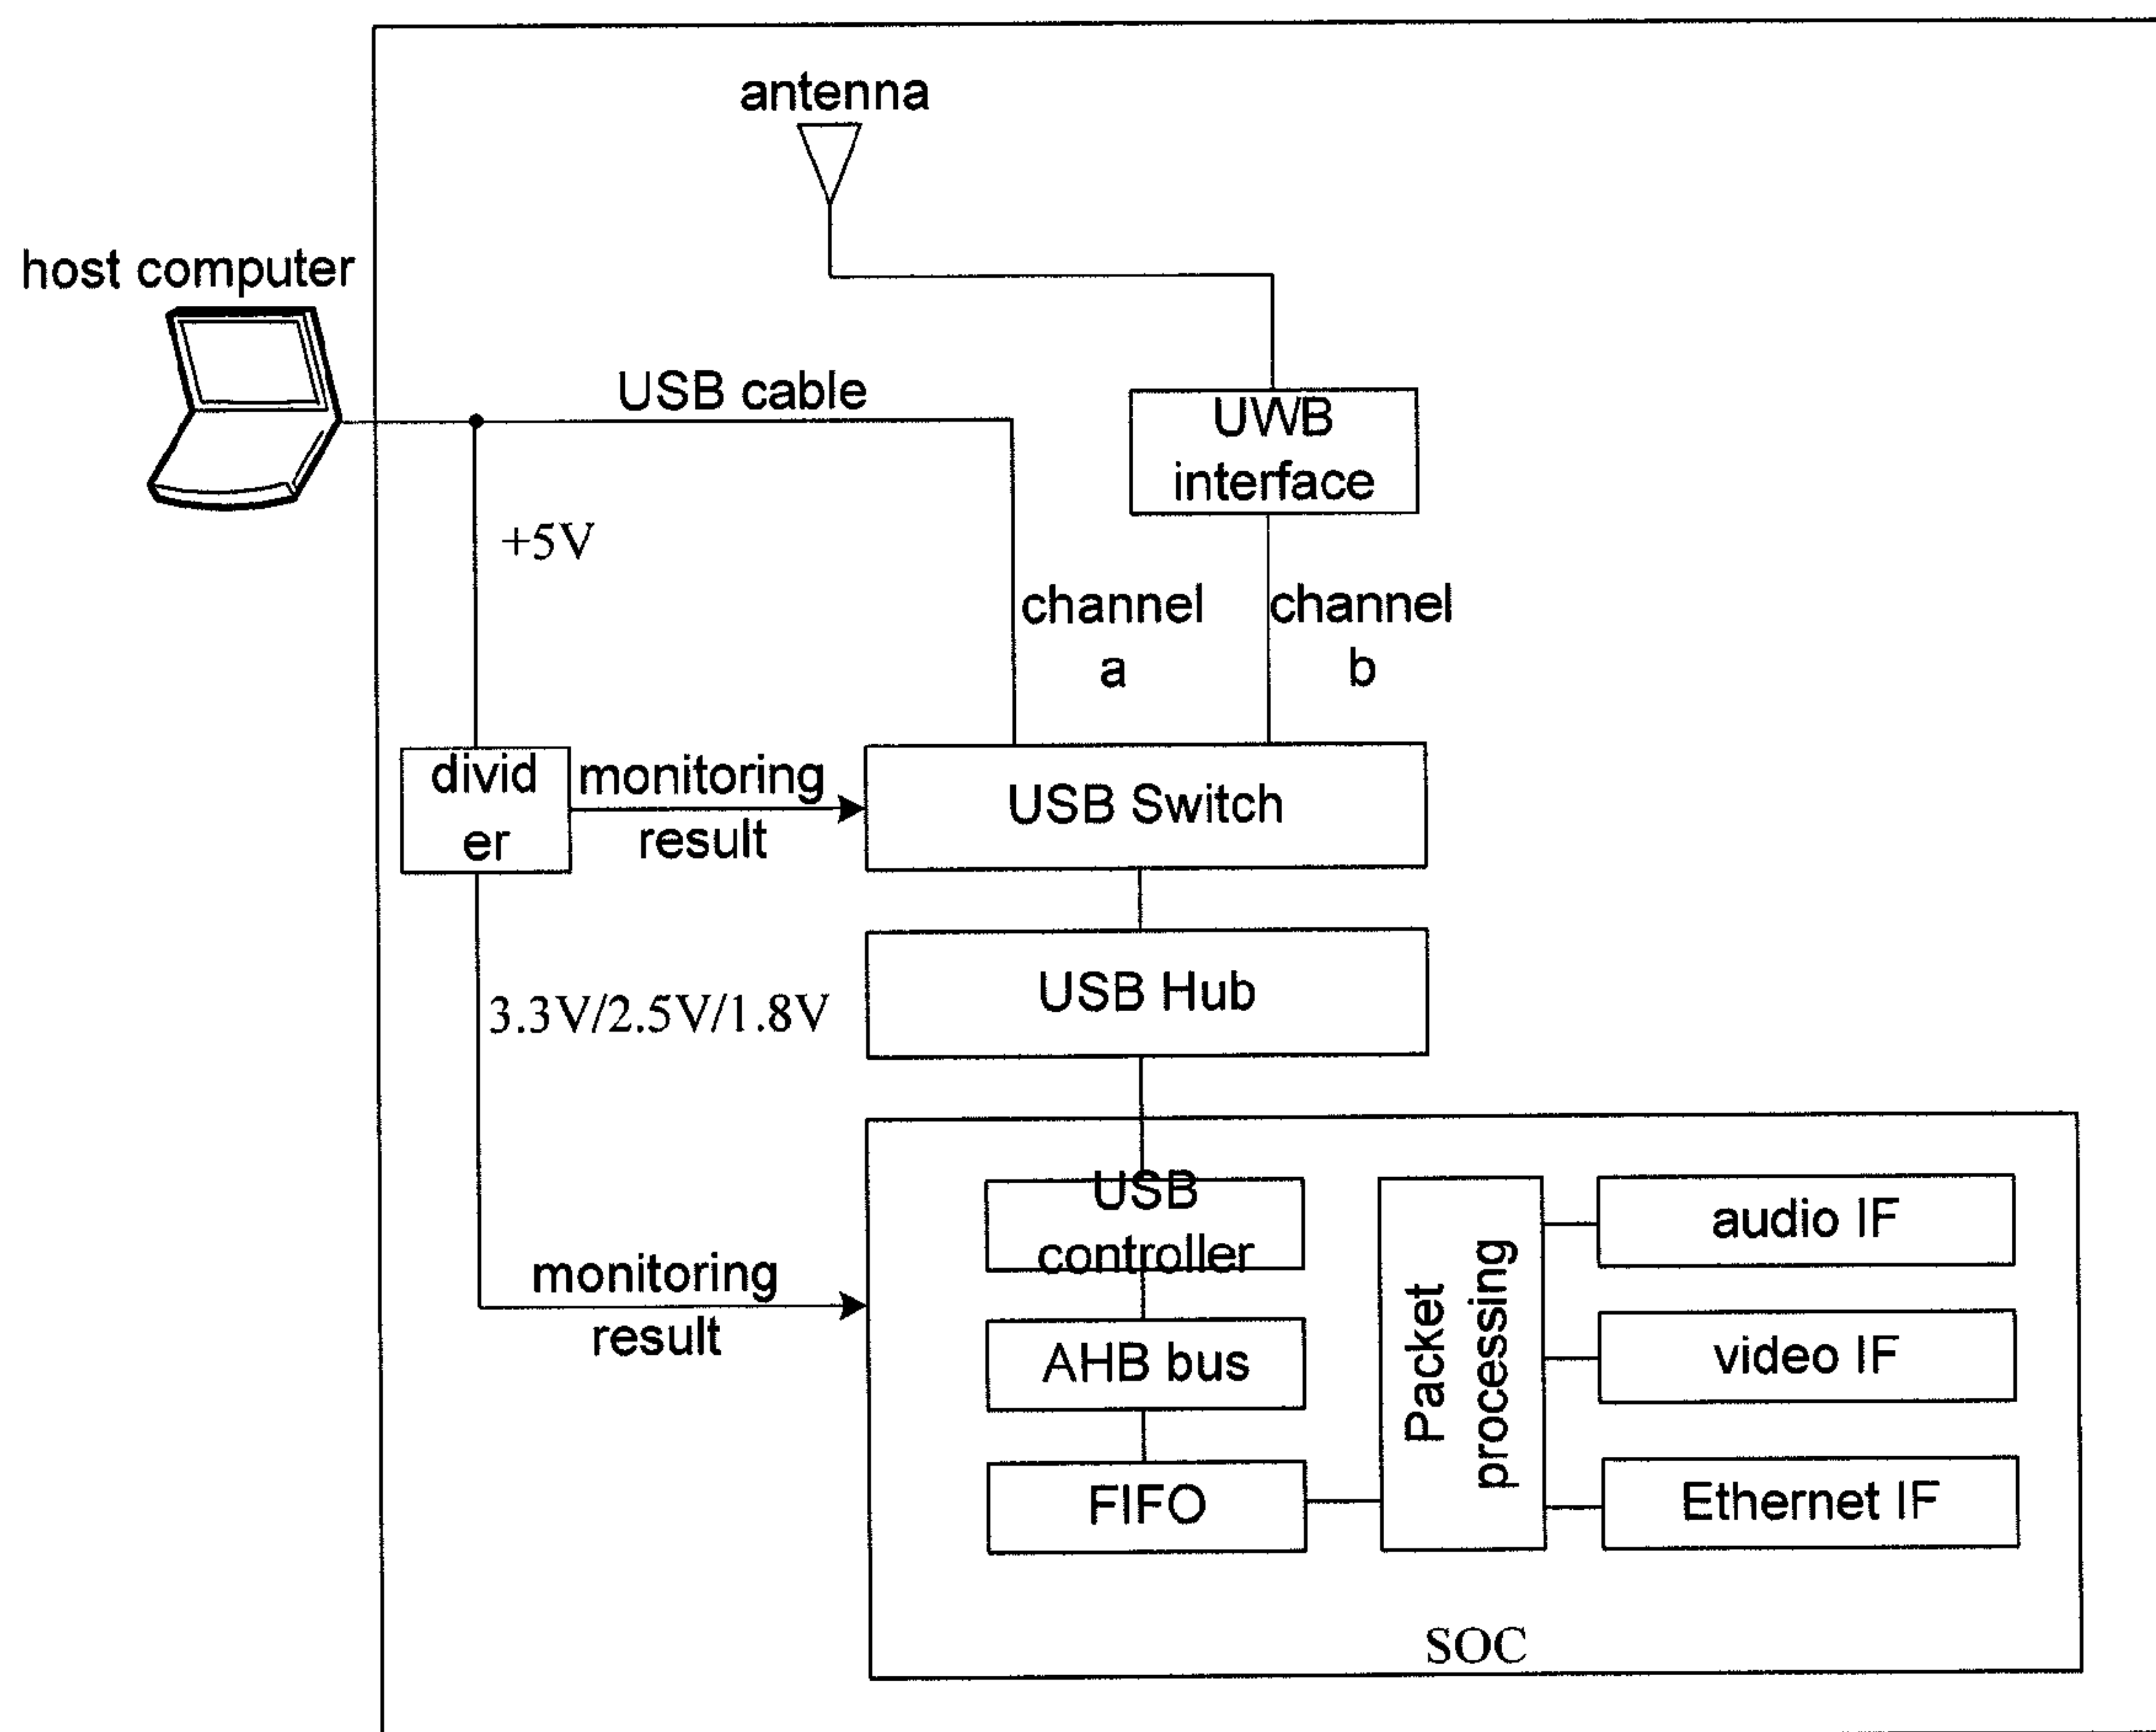 antenna
host computer
USB cable
UWB
interface
+5V
channel
a
channel
b
divid
er
monitoring
result
USB Switch
USB Hub
3.3V/2.5V/1.8V
monitoring
result
USB
controller
AHB bus
FIFO
Packet
processing
audio IF
video IF
Ethernet IF
SOC